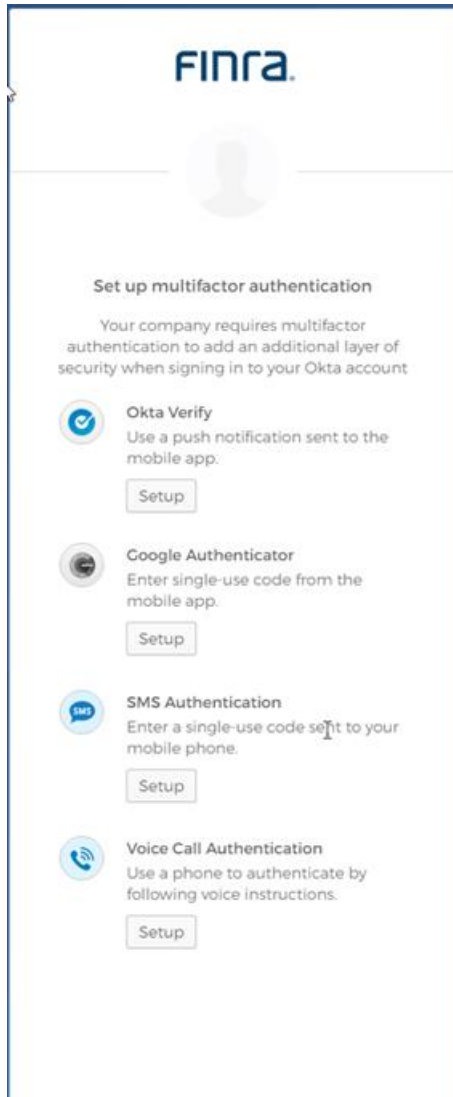 FINra.
Set up multifactor authentication
Your company requires multifactor
authentication to add an additional layer of
security when signing in to your Okta account
Okta Verify
Use a push notification sent to the
mobile app.
Setup
Google Authenticator
Enter single-use code from the
mobile app.
Setup
SMS
SMS Authentication
Enter a single-use code sent to your
mobile phone.
Setup
Voice Call Authentication
Use a phone to authenticate by
following voice instructions.
Setup